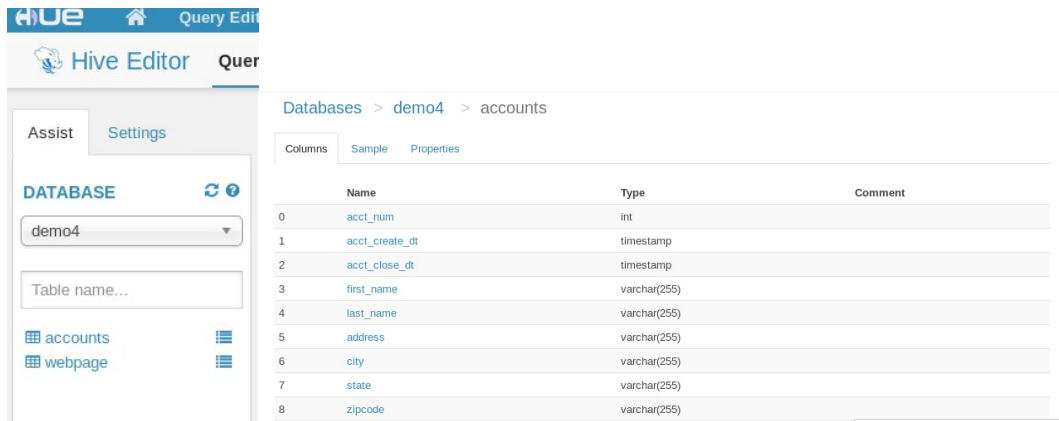 HUE Query Edit
Hive Editor Quer
Assist Settings
DATABASE
demo4
Table name...
accounts
webpage
Databases > demo4 > accounts
Columns Sample Properties
Name Type Comment
0 acct_num int
1 acct_create_dt timestamp
2 acct_close_dt timestamp
3 first_name varchar(255)
4 last_name varchar(255)
5 address varchar(255)
6 city varchar(255)
7 state varchar(255)
8 zipcode varchar(255)